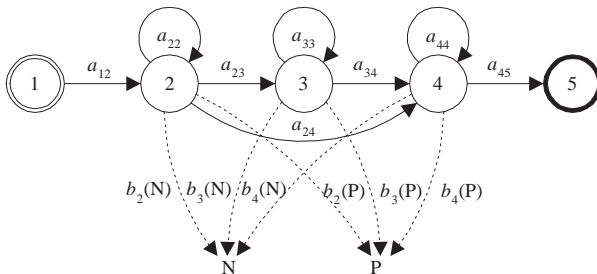 a22 a33 a44
1 a12 2 a23 3 a34 4 a45 5
a24
b2(N) b3(N) b4(N) b2(P) b3(P) b4(P)
N P